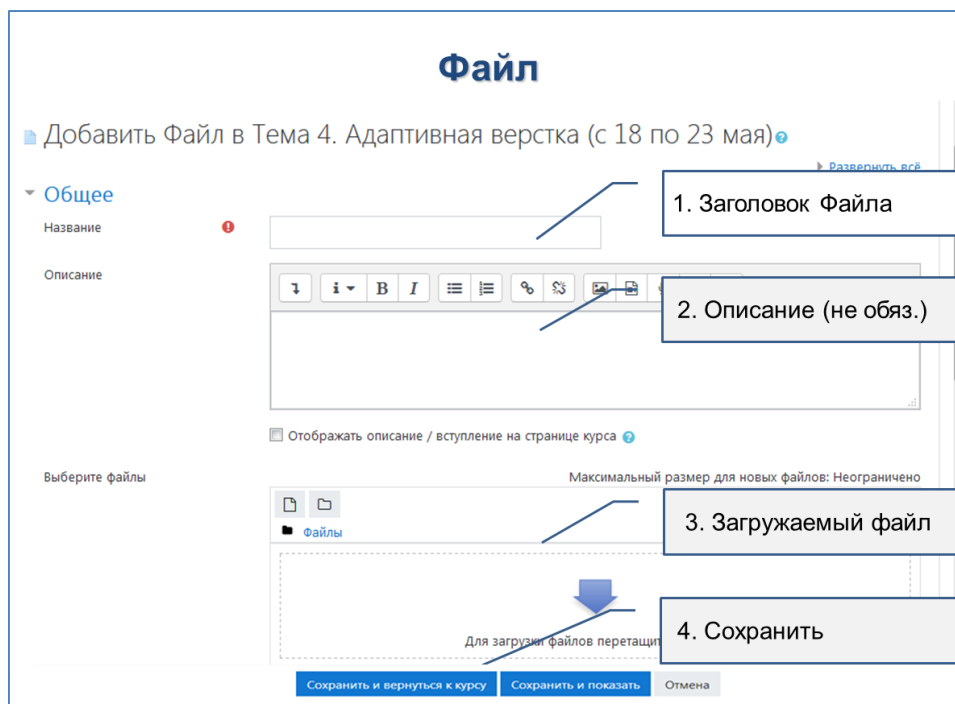 Файл
Добавить Файл в Тема 4. Адаптивная верстка (с 18 по 23 мая)
Развернуть всё
Общее
1. Заголовок Файла
Название
Описание
2. Описание (не обяз.)
Отображать описание / вступление на странице курса
Выберите файлы
Максимальный размер для новых файлов: Неограничено
3. Загружаемый файл
Файлы
4. Сохранить
Для загрузки файлов
Сохранить и вернуться к курсу
Сохранить и показать
Отмена